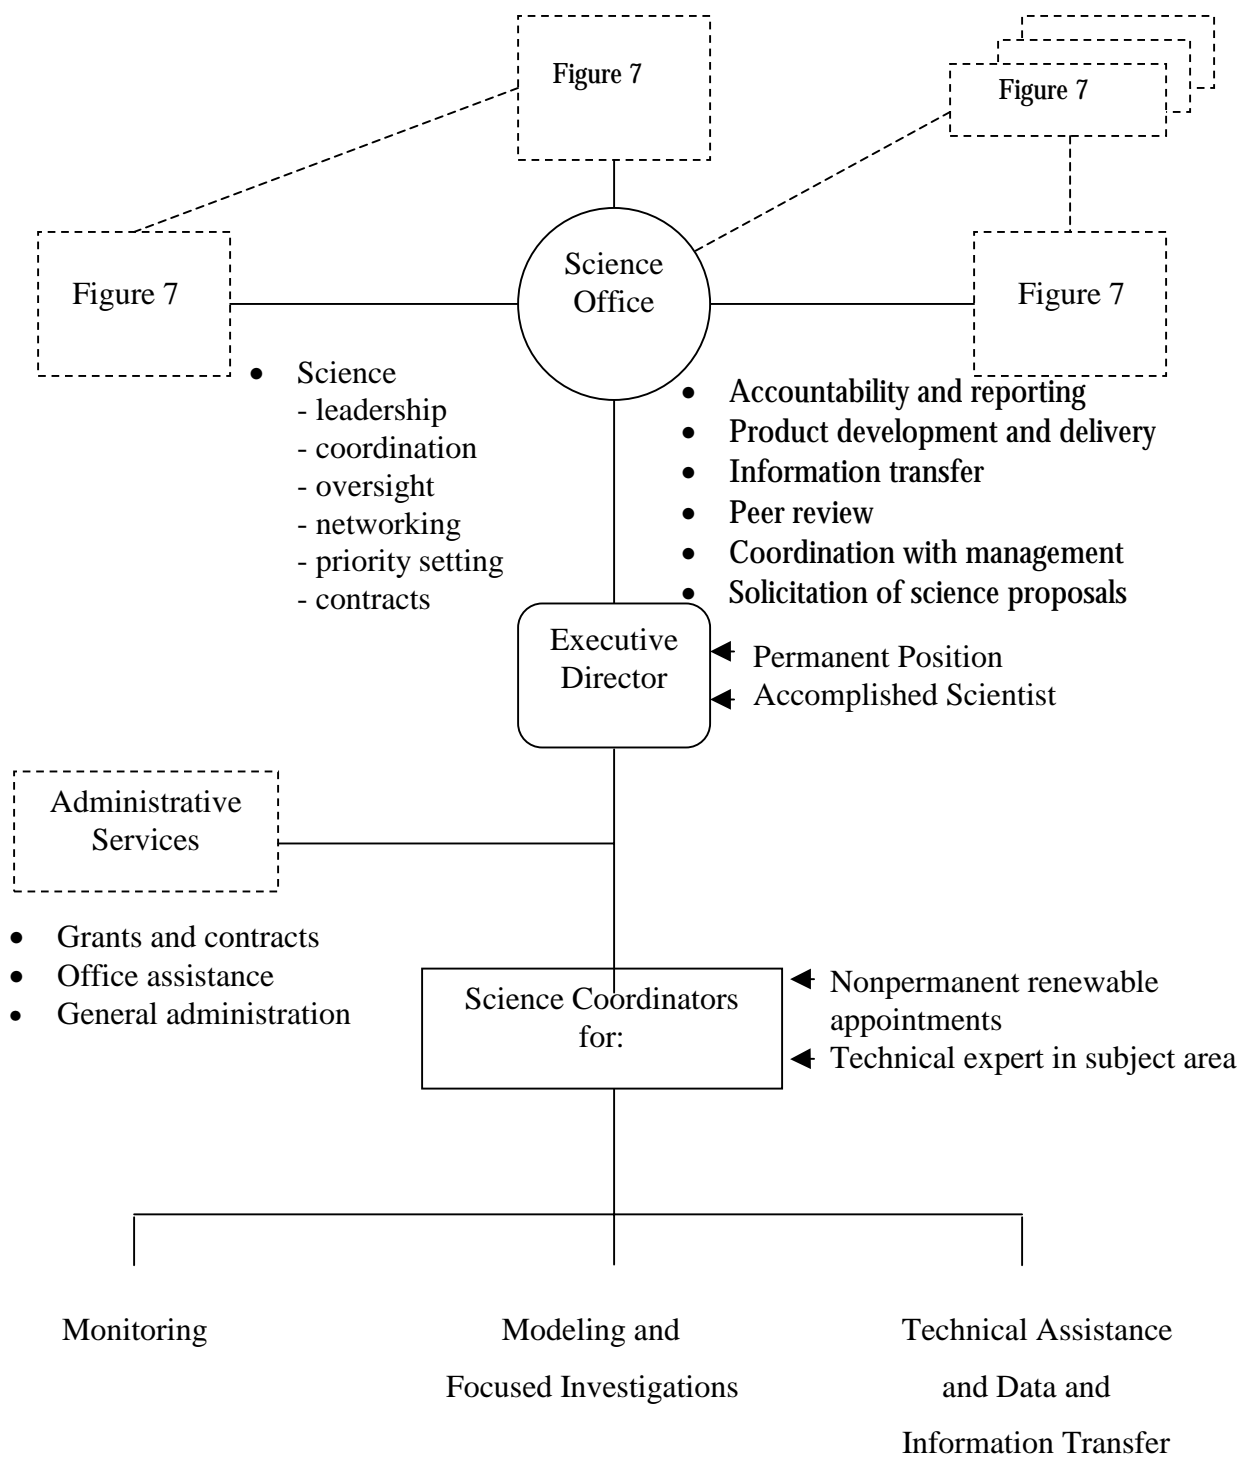 Figure 7
Figure 7
Figure 7
Science
Office
Figure 7
• Science
- leadership
- coordination
- oversight
- networking
- priority setting
- contracts
• Accountability and reporting
• Product development and delivery
• Information transfer
• Peer review
• Coordination with management
• Solicitation of science proposals
Executive
Director
Permanent Position
Accomplished Scientist
Administrative
Services
• Grants and contracts
• Office assistance
• General administration
Science Coordinators
for:
Nonpermanent renewable
appointments
Technical expert in subject area
Monitoring
Modeling and
Focused Investigations
Technical Assistance
and Data and
Information Transfer